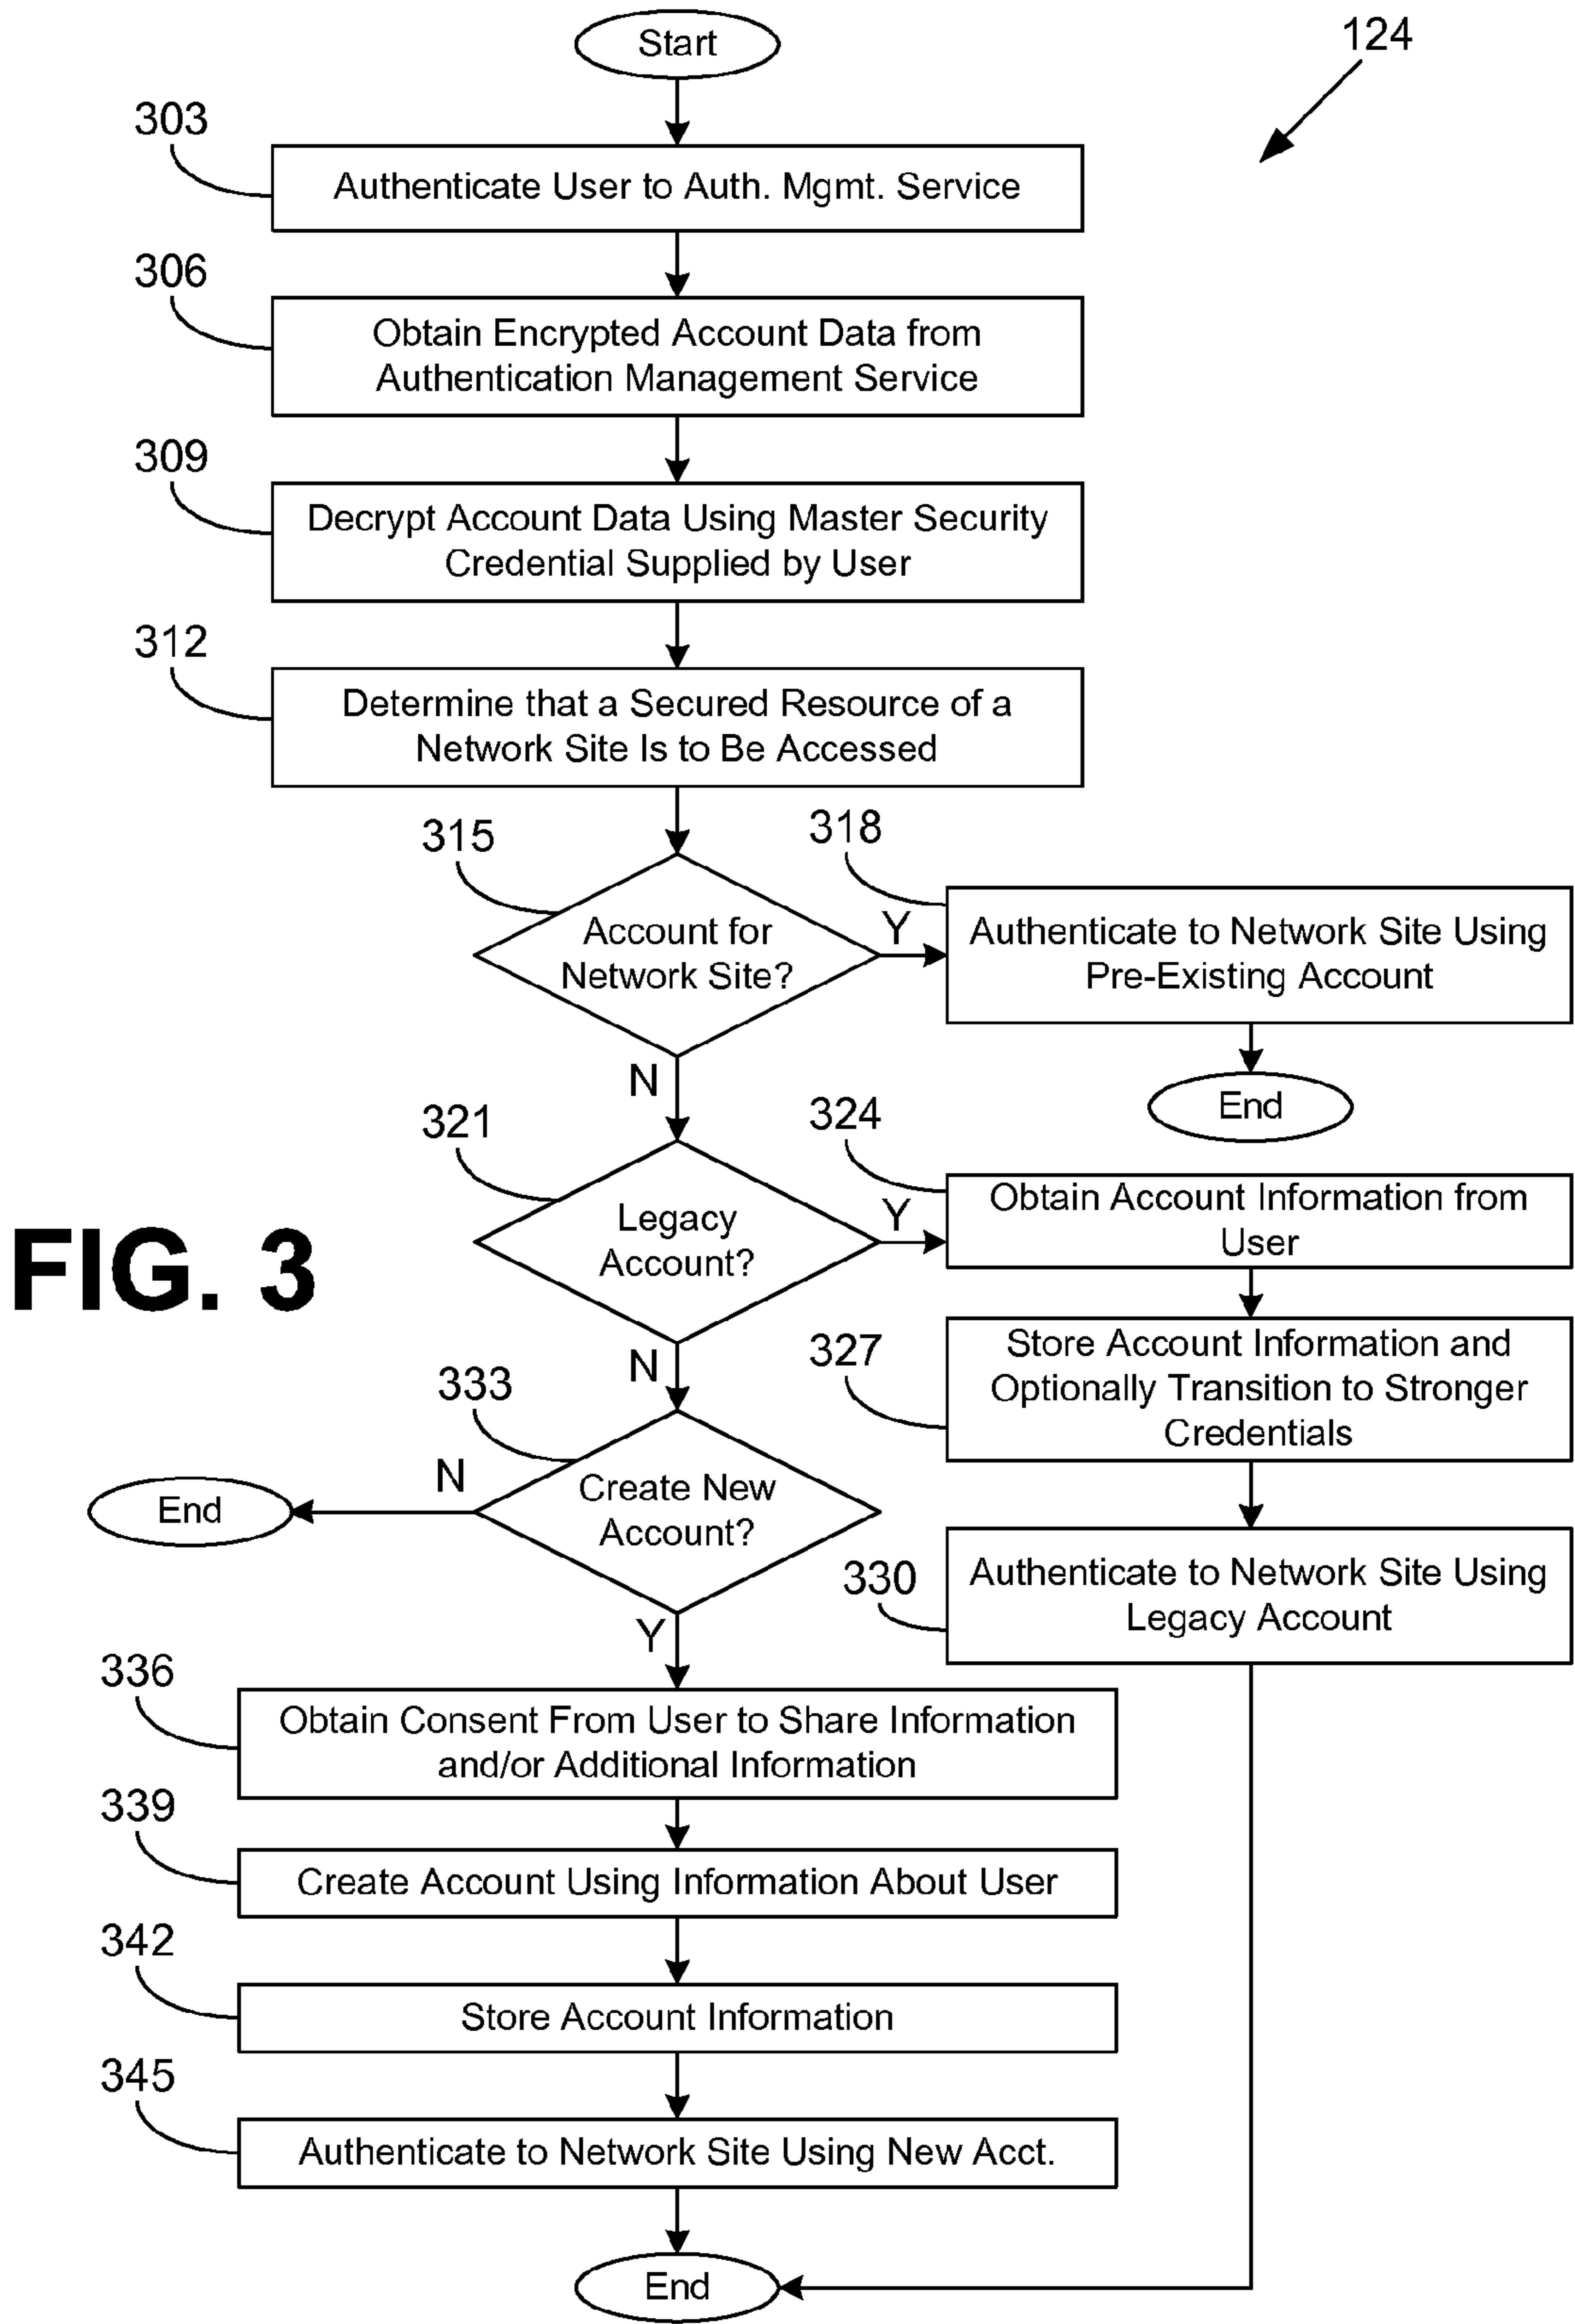 Start
124
303
Authenticate User to Auth. Mgmt. Service
306
Obtain Encrypted Account Data from
Authentication Management Service
309
Decrypt Account Data Using Master Security
Credential Supplied by User
312
Determine that a Secured Resource of a
Network Site Is to Be Accessed
315
Account for
Network Site?
Y
318
Authenticate to Network Site Using
Pre-Existing Account
End
N
321
Legacy
Account?
Y
324
Obtain Account Information from
User
327
Store Account Information and
Optionally Transition to Stronger
Credentials
330
Authenticate to Network Site Using
Legacy Account
FIG. 3
N
333
Create New
Account?
N
End
Y
336
Obtain Consent From User to Share Information
and/or Additional Information
339
Create Account Using Information About User
342
Store Account Information
345
Authenticate to Network Site Using New Acct.
End